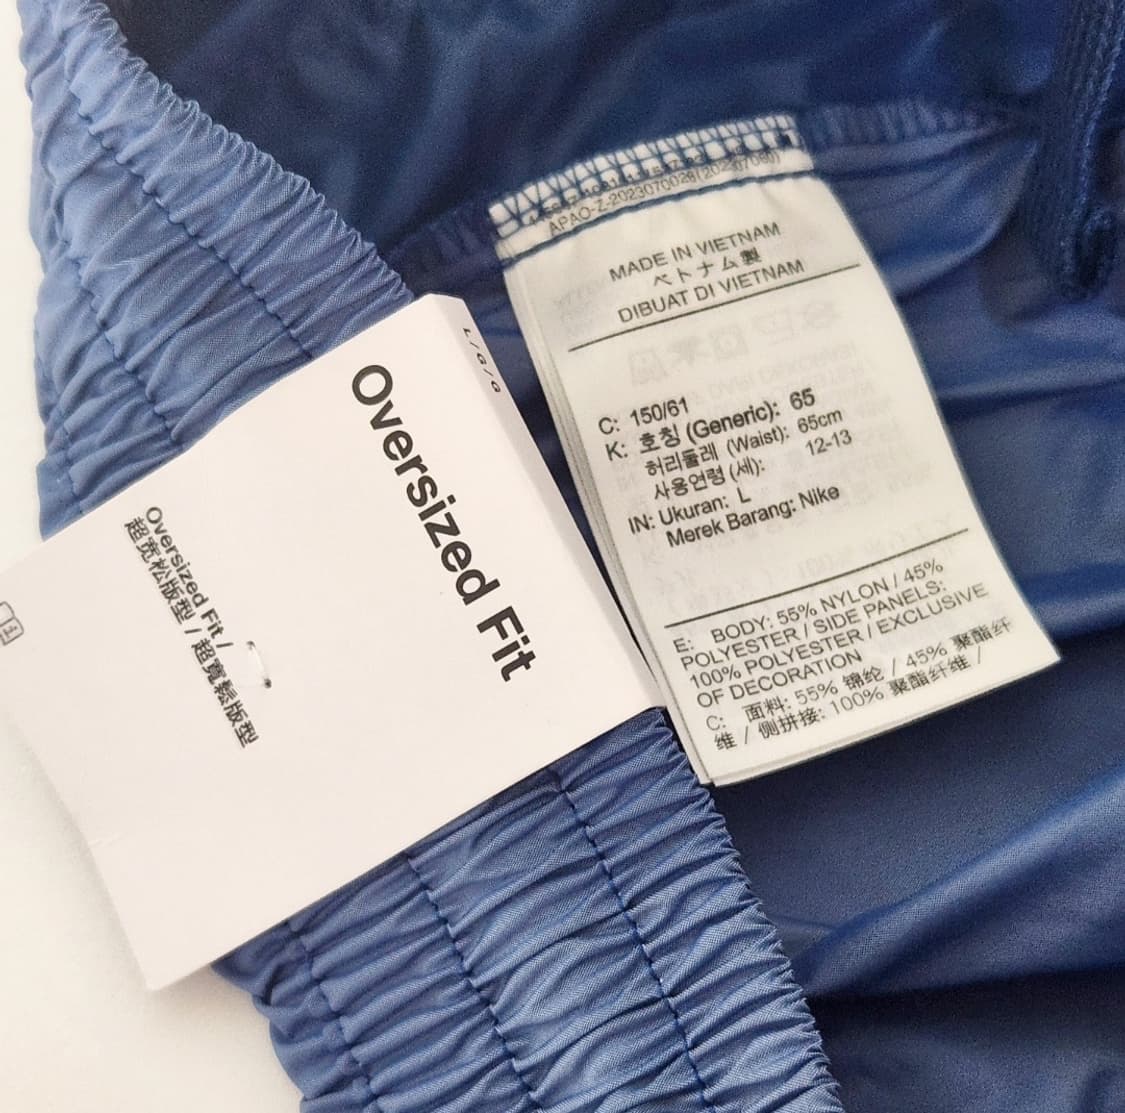 L/G/G
Oversized Fit
Oversized Fit /
超宽松版型 / 超寬鬆版型
APAO-Z-2023070028(202307060)
MADE IN VIETNAM
ベトナム製
DIBUAT DI VIETNAM
C: 150/61
K: 호칭 (Generic): 65
허리둘레 (Waist): 65cm
사용연령 (세): 12-13
IN: Ukuran: L
Merek Barang: Nike
E: BODY: 55% NYLON / 45%
POLYESTER / SIDE PANELS:
100% POLYESTER / EXCLUSIVE
OF DECORATION
C: 面料: 55% 锦纶 / 45% 聚酯纤
维 / 侧拼接: 100% 聚酯纤维 /